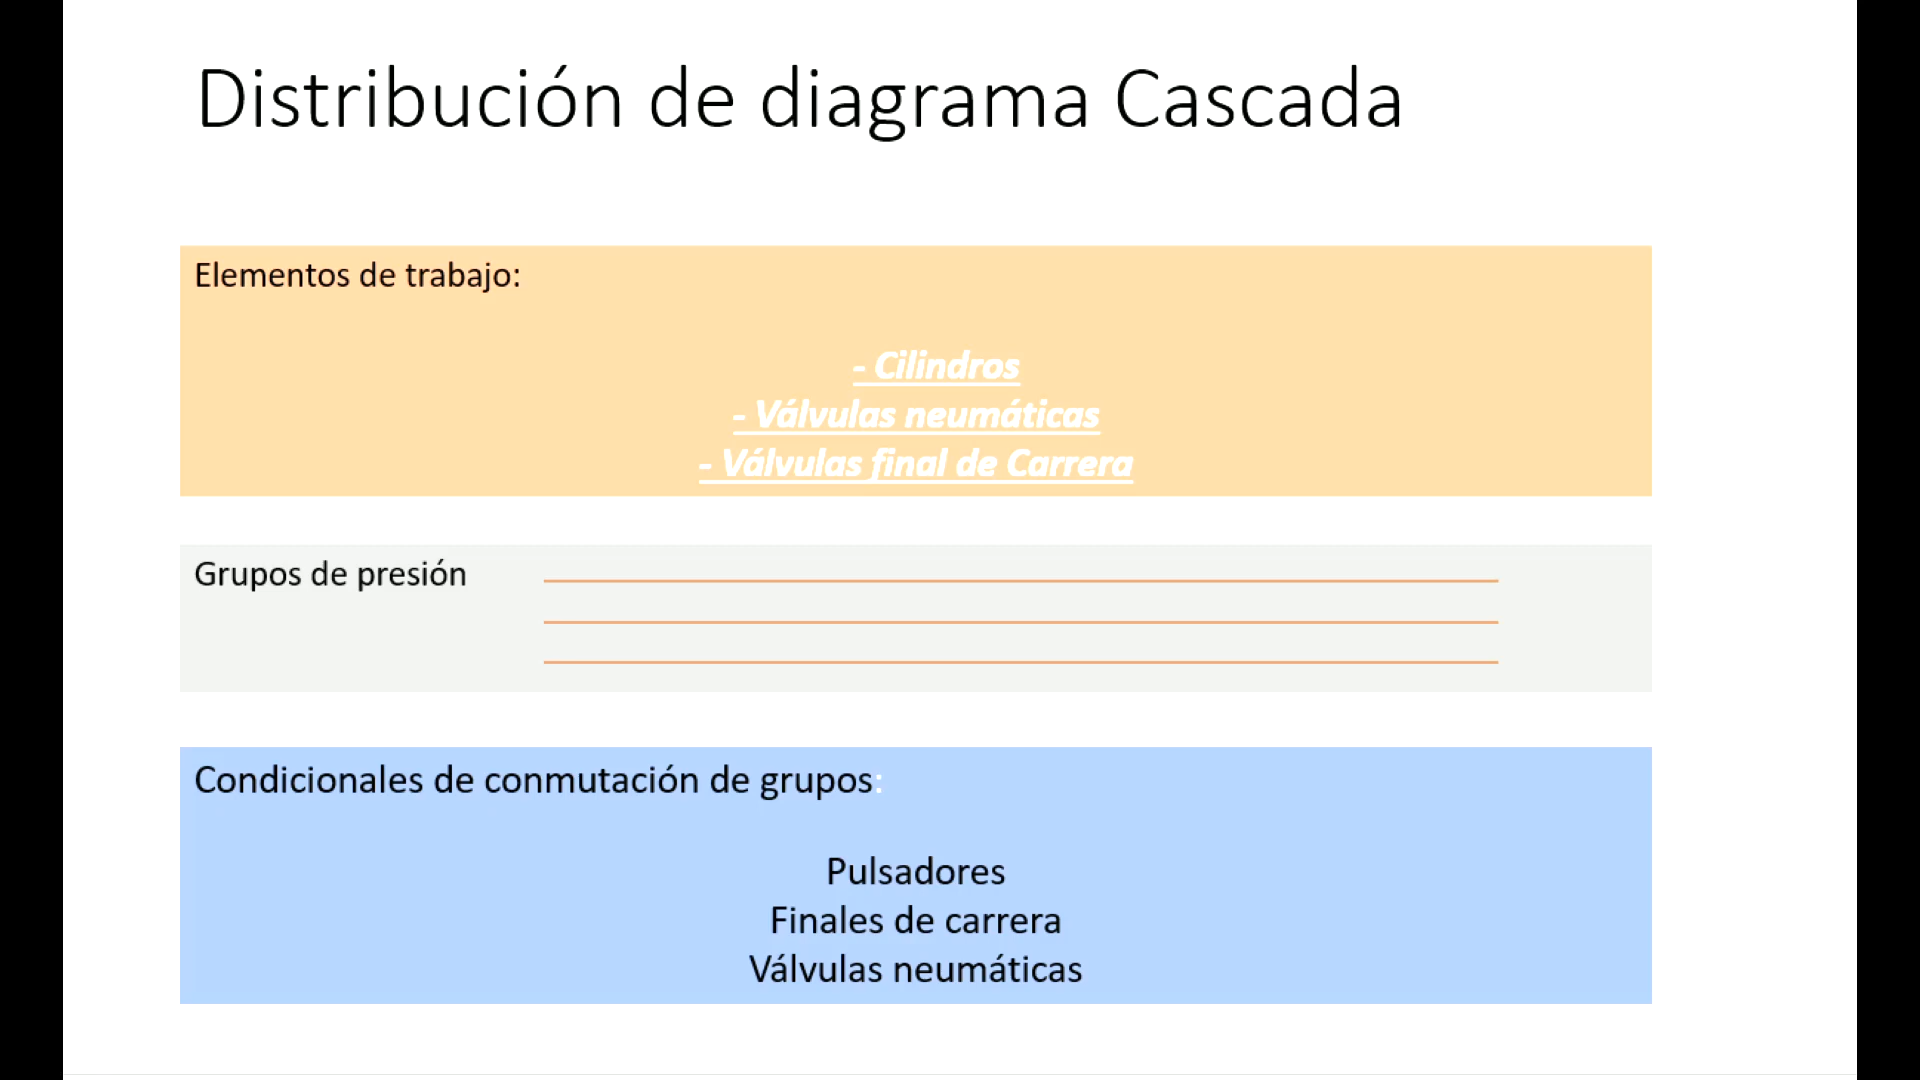 Distribución de diagrama Cascada
Elementos de trabajo:
- Cilindros
- Válvulas neumáticas
- Válvulas final de Carrera
Grupos de presión
Condicionales de conmutación de grupos:
Pulsadores
Finales de carrera
Válvulas neumáticas